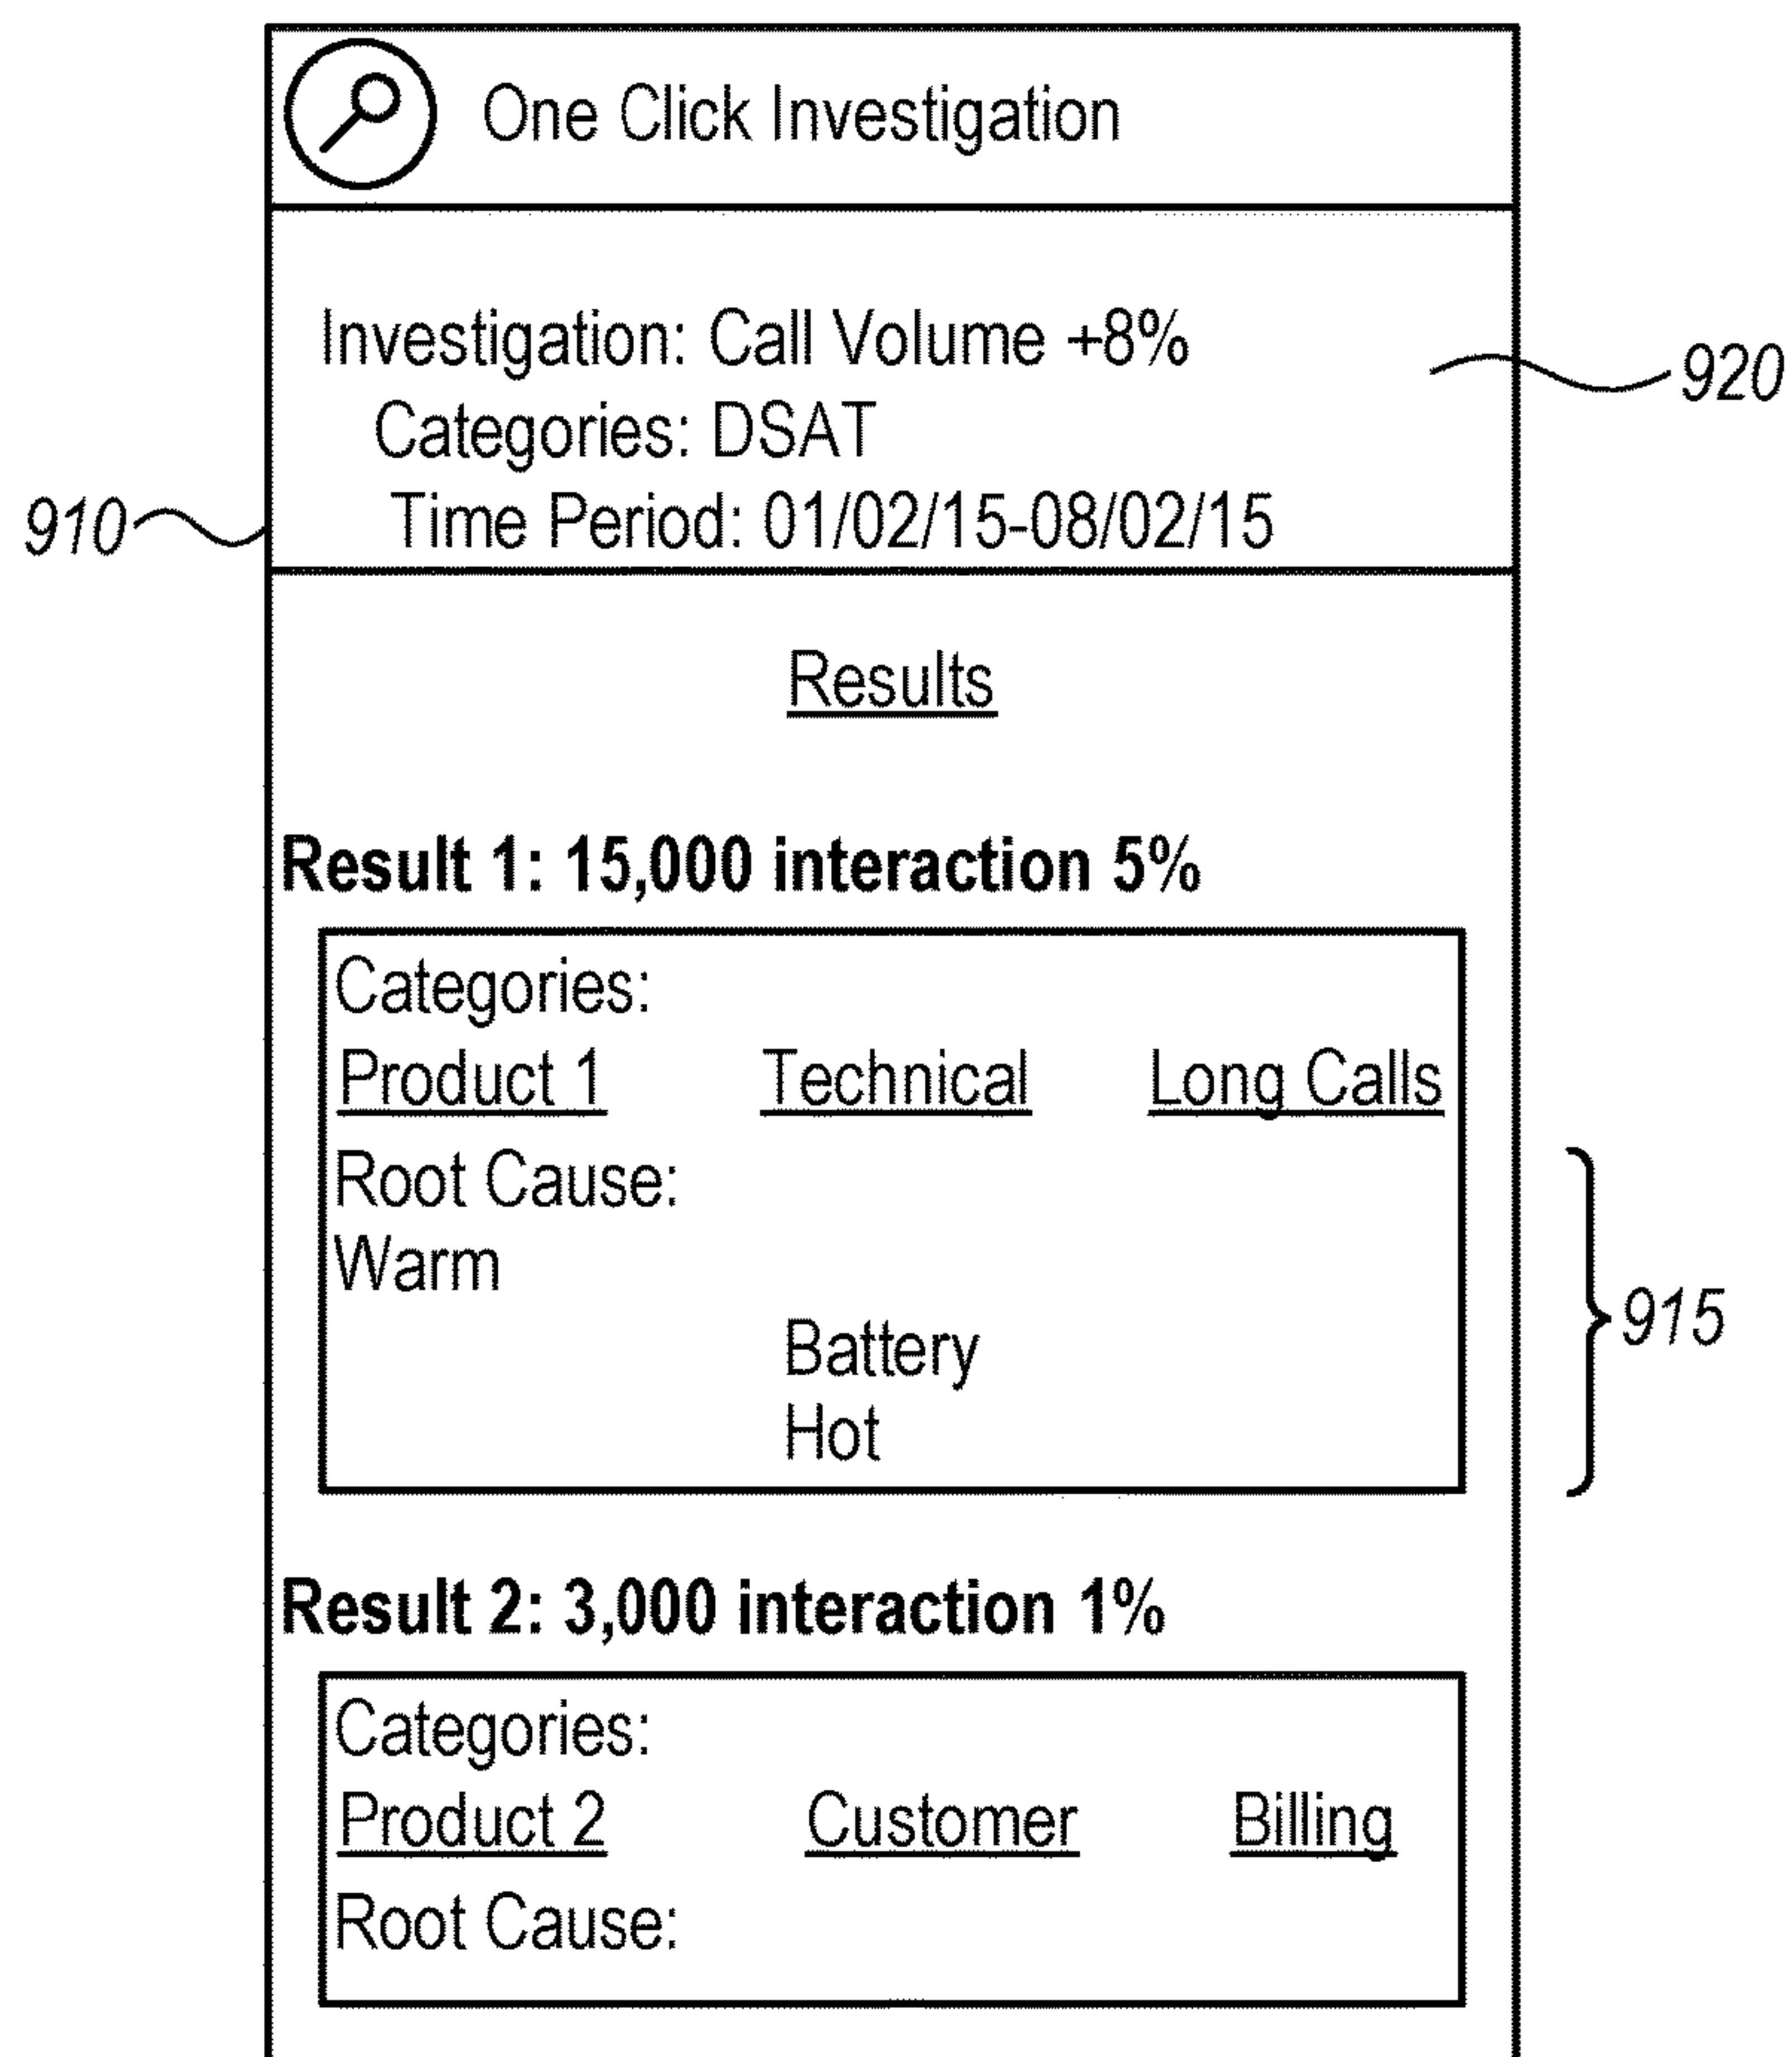 One Click Investigation
Investigation: Call Volume +8%
920
Categories: DSAT
910
Time Period: 01/02/15-08/02/15
Results
Result 1: 15,000 interaction 5%
Categories:
Product 1 Technical Long Calls
Root Cause:
Warm
915
Battery
Hot
Result 2: 3,000 interaction 1%
Categories:
Product 2 Customer Billing
Root Cause: